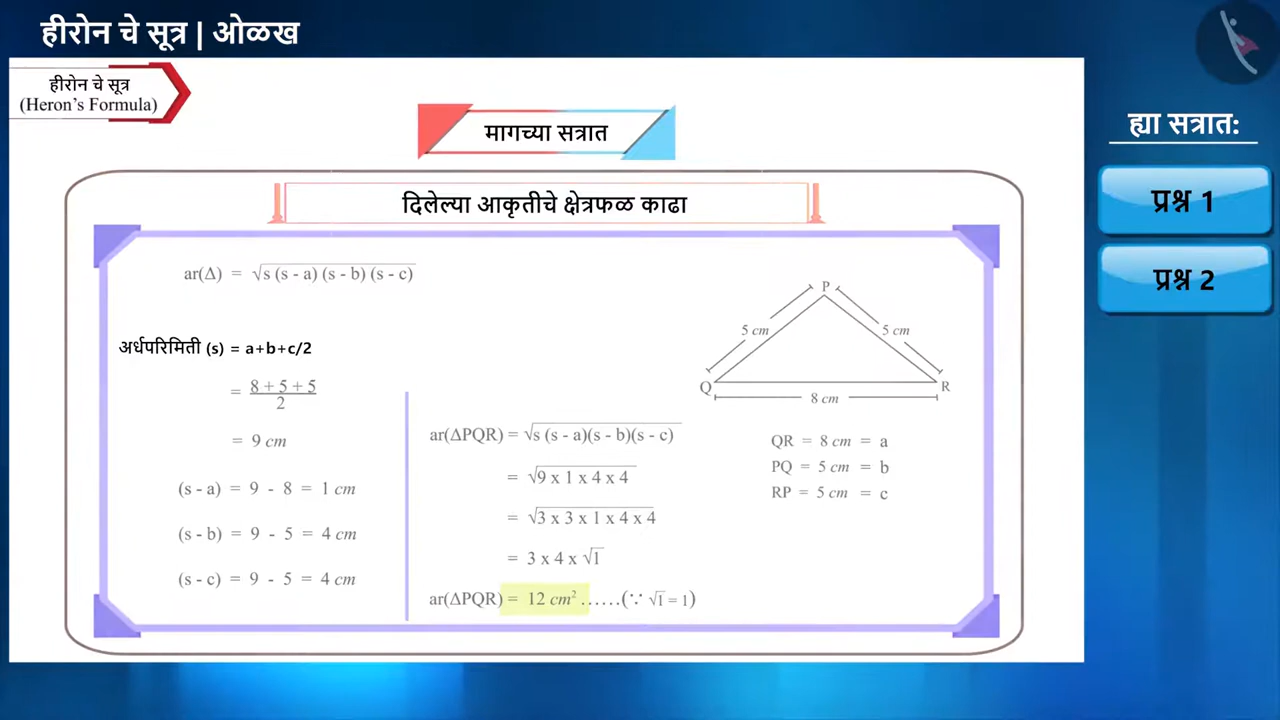 हीरोन चे सूत्र | ओळख
हीरोन चे सूत्र
(Heron's Formula)
मागच्या सत्रात
दिलेल्या आकृतीचे क्षेत्रफळ काढा
ar(Δ) = √s (s - a) (s - b) (s - c)
अर्धपरिमिती (s) = a+b+c/2
= 8 + 5 + 5
2
= 9 cm
(s - a) = 9 - 8 = 1 cm
(s - b) = 9 - 5 = 4 cm
(s - c) = 9 - 5 = 4 cm
ar(ΔPQR) = √s (s - a)(s - b)(s - c)
= √9 x 1 x 4 x 4
= √3 x 3 x 1 x 4 x 4
= 3 x 4 x √1
ar(ΔPQR) = 12 cm² ......(∵ √1 = 1)
P
5 cm
5 cm
Q
R
8 cm
QR = 8 cm = a
PQ = 5 cm = b
RP = 5 cm = c
ह्या सत्रात:
प्रश्न 1
प्रश्न 2